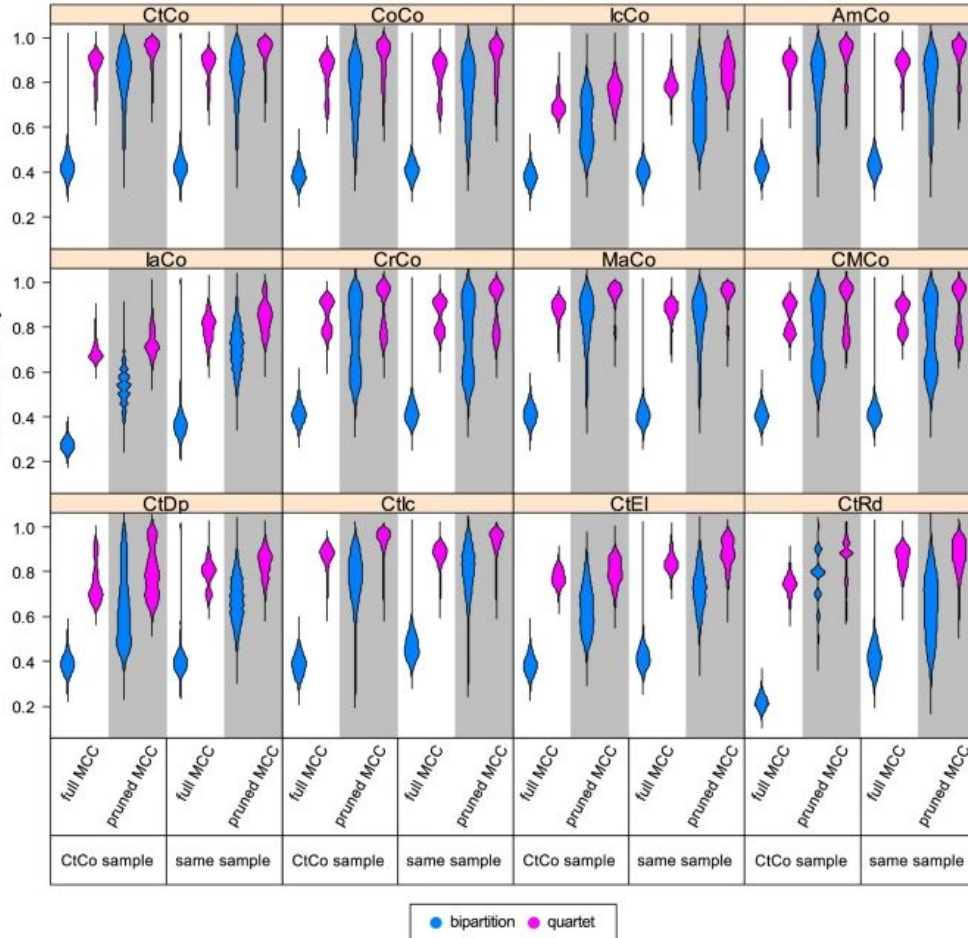 CtCo CoCo IcCo AmCo
1.0
0.8
0.6
0.4
0.2
IaCo CrCo MaCo CMCo
1.0
0.8
0.6
0.4
0.2
CtDp CtIc CtEl CtRd
1.0
0.8
0.6
0.4
0.2
full MCC pruned MCC full MCC pruned MCC full MCC pruned MCC full MCC pruned MCC full MCC pruned MCC full MCC pruned MCC full MCC pruned MCC full MCC pruned MCC
CtCo sample same sample CtCo sample same sample CtCo sample same sample CtCo sample same sample
bipartition quartet